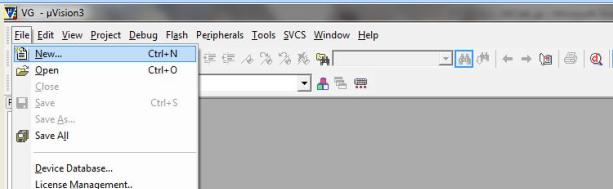 VG - µVision3
File Edit View Project Debug Flash Peripherals Tools SVCS Window Help
New... Ctrl+N
Open Ctrl+O
Close
Save Ctrl+S
Save As...
Save All
Device Database...
License Management..